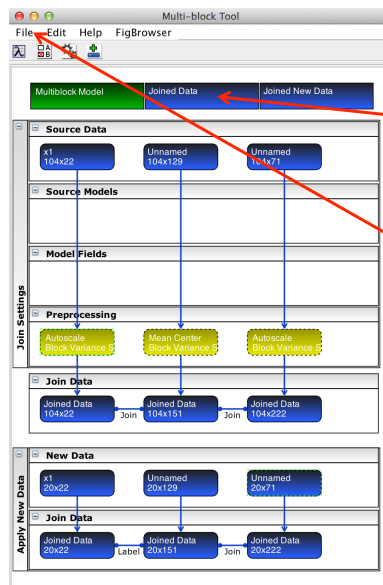 Multi-block Tool
File Edit Help FigBrowser
Multiblock Model Joined Data Joined New Data
Source Data
x1 Unnamed Unnamed
104x22 104x129 104x71
Source Models
Model Fields
Preprocessing
Autoscale Mean Center Autoscale
Block Variance S Block Variance S Block Variance S
Join Settings
Join Data
Joined Data Joined Data Joined Data
104x22 104x151 104x222
Join Join
New Data
x1 Unnamed Unnamed
20x22 20x129 20x71
Apply New Data
Join Data
Joined Data Joined Data Joined Data
20x22 20x151 20x222
Label Join